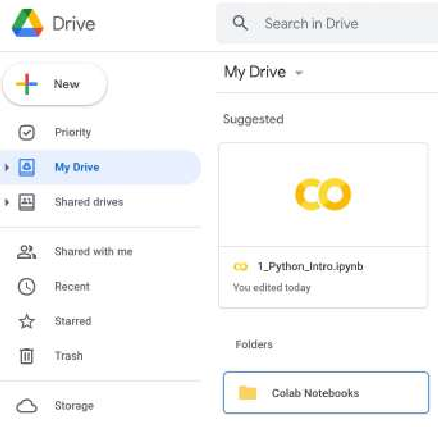 Drive
Search in Drive
My Drive
New
Suggested
Priority
My Drive
Shared drives
CO
1_Python_Intro.ipynb
Shared with me
You edited today
Recent
Starred
Folders
Trash
Colab Notebooks
Storage